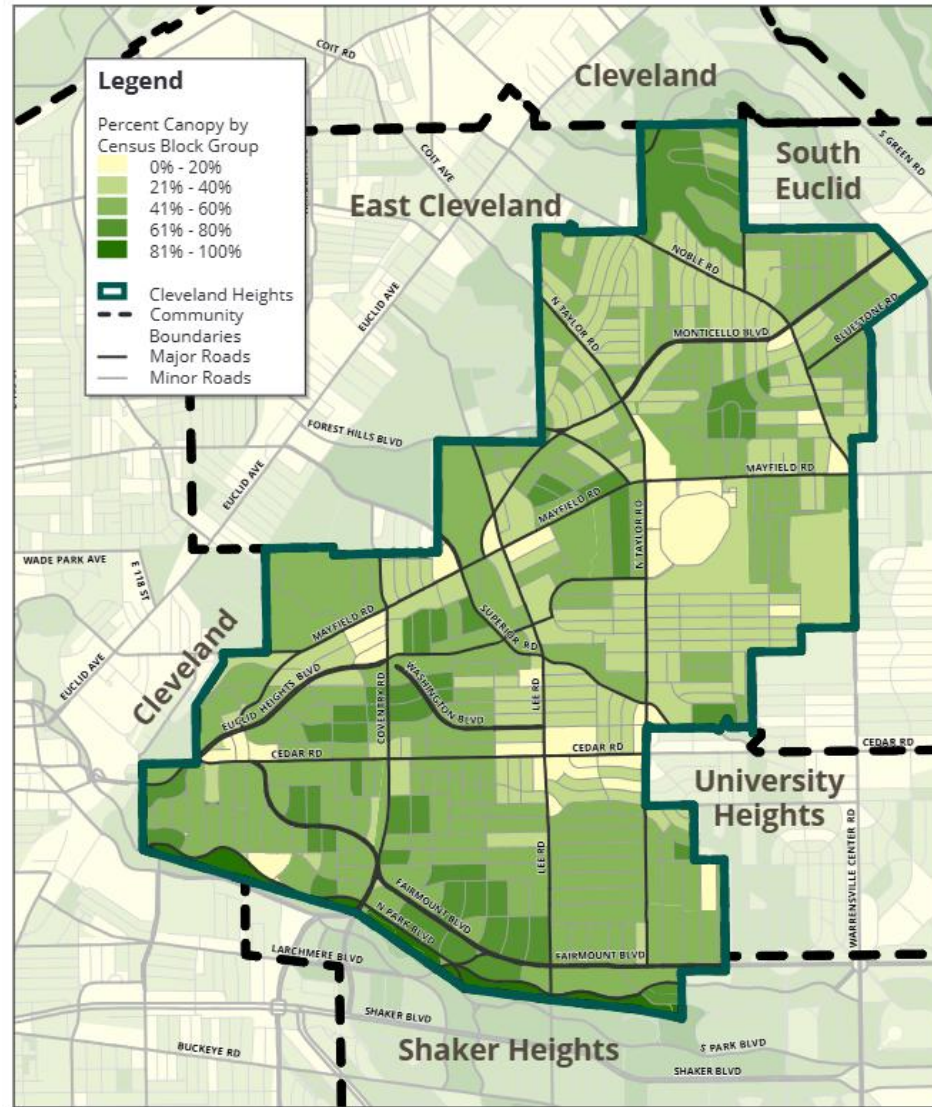 Legend
Percent Canopy by
Census Block Group
0% - 20%
21% - 40%
41% - 60%
61% - 80%
81% - 100%
Cleveland Heights
Community
Boundaries
Major Roads
Minor Roads
COIT RD
Cleveland
S GREEN RD
South
Euclid
COIT AVE
East Cleveland
NOBLE RD
EUCLID AVE
N TAYLOR RD
MONTICELLO BLVD
BLUESTONE RD
FOREST HILLS BLVD
EUCLID AVE
MAYFIELD RD
MAYFIELD RD
N TAYLOR RD
WADE PARK AVE
E 118 ST
MAYFIELD RD
SUPERIOR RD
Cleveland
EUCLID AVE
EUCLID HEIGHTS BLVD
COVENTRY RD
WASHINGTON BLVD
LEE RD
CEDAR RD
CEDAR RD
CEDAR RD
University
Heights
LEE RD
WARRENSVILLE CENTER RD
FAIRMOUNT BLVD
N PARK BLVD
FAIRMOUNT BLVD
LARCHMERE BLVD
SHAKER BLVD
BUCKEYE RD
Shaker Heights
S PARK BLVD
SHAKER BLVD